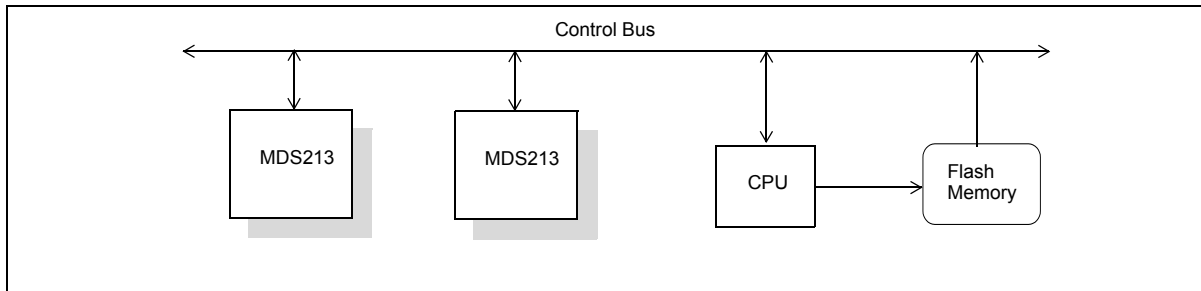 Control Bus
MDS213
MDS213
CPU
Flash
Memory